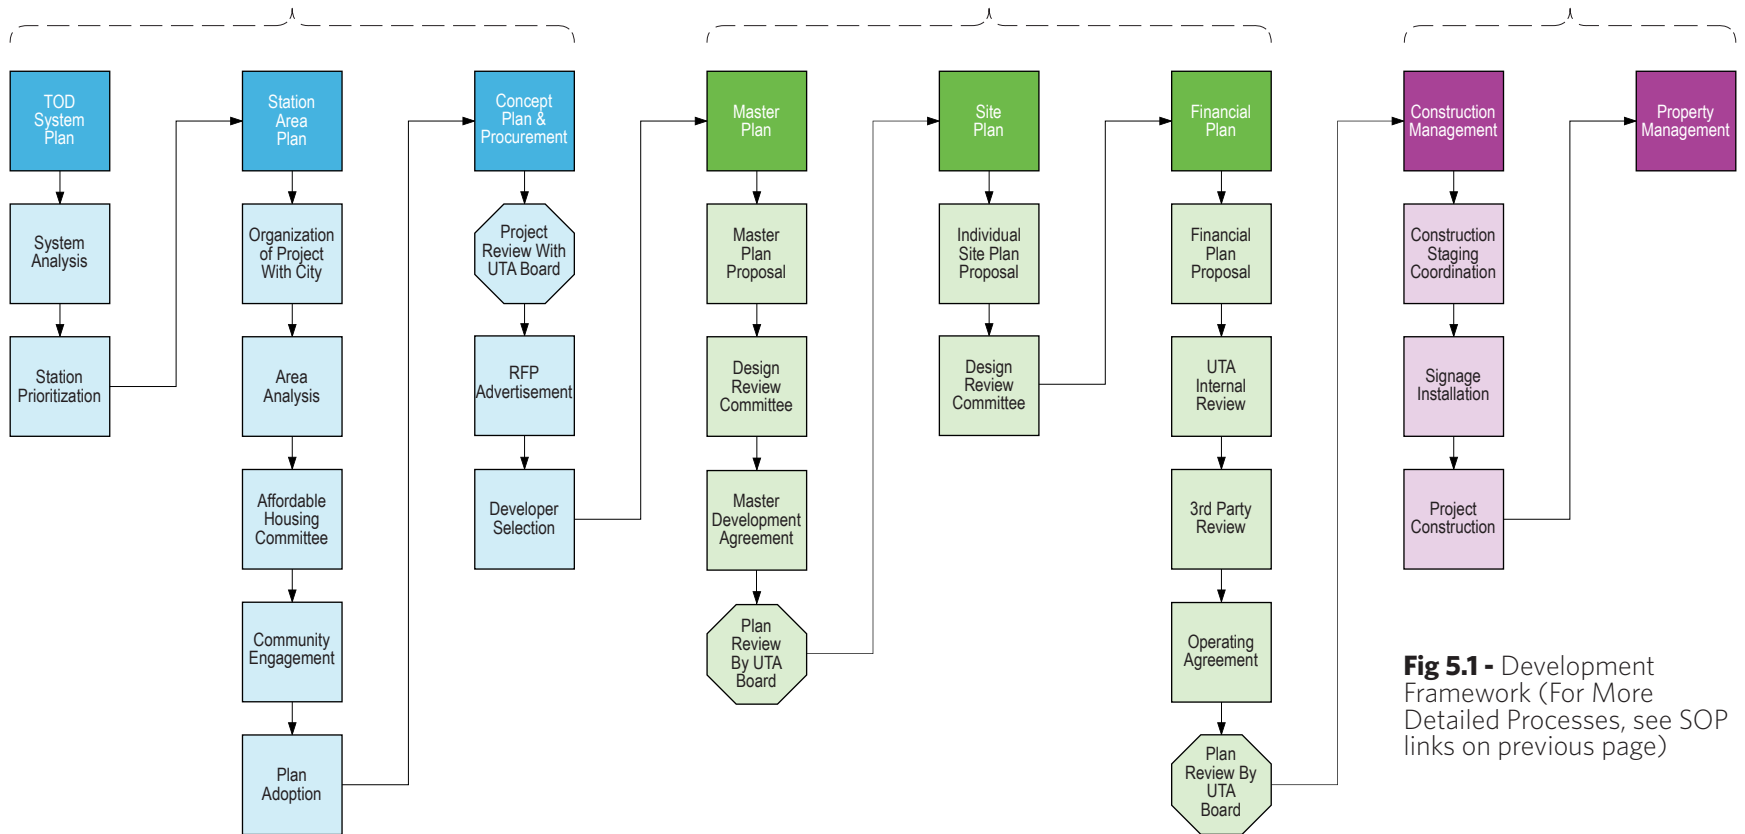 TOD
System
Plan
System
Analysis
Station
Prioritization
Station
Area
Plan
Organization
of Project
With City
Area
Analysis
Affordable
Housing
Committee
Community
Engagement
Plan
Adoption
Concept
Plan &
Procurement
Project
Review With
UTA Board
RFP
Advertisement
Developer
Selection
Master
Plan
Master
Plan
Proposal
Design
Review
Committee
Master
Development
Agreement
Plan
Review
By UTA
Board
Site
Plan
Individual
Site Plan
Proposal
Design
Review
Committee
Financial
Plan
Financial
Plan
Proposal
UTA
Internal
Review
3rd Party
Review
Operating
Agreement
Plan
Review By
UTA
Board
Construction
Management
Construction
Staging
Coordination
Signage
Installation
Project
Construction
Property
Management
Fig 5.1 - Development
Framework (For More
Detailed Processes, see SOP
links on previous page)